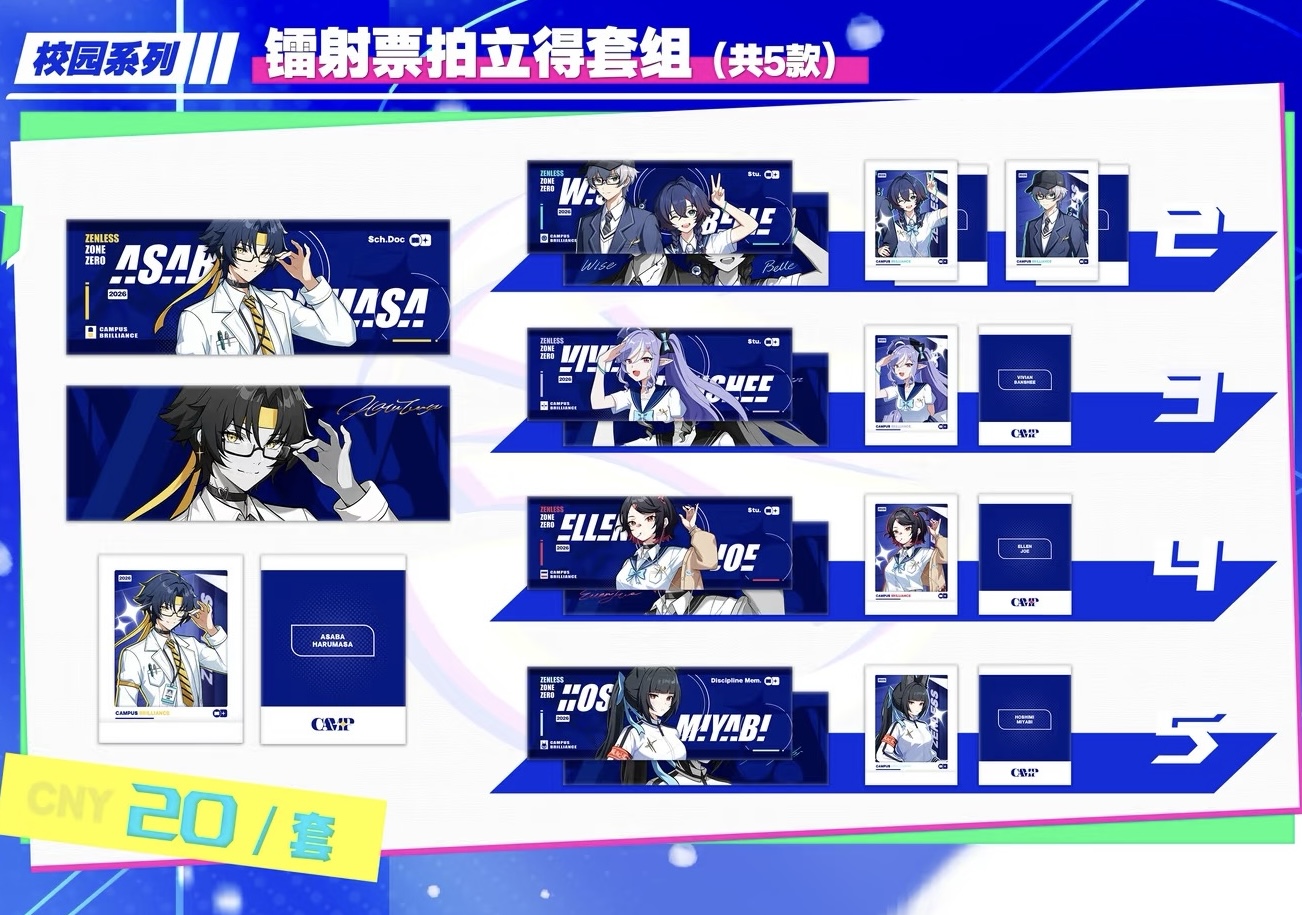 校园系列
镭射票拍立得套组（共5款）
ZENLESS
ZONE
ZERO
ASAB
MASA
Sch.Doc
2026
CAMPUS
BRILLIANCE
2026
CAMPUS BRILLIANCE
ASABA
HARUMASA
CAMP
CNY 20 / 套
ZENLESS
ZONE
ZERO
BELLE
Stu.
2026
CAMPUS
BRILLIANCE
Wise
Belle
CAMPUS BRILLIANCE
CAMPUS BRILLIANCE
2
ZENLESS
ZONE
ZERO
SHEE
Stu.
2026
CAMPUS
BRILLIANCE
CAMPUS BRILLIANCE
VIVIAN
BANSHEE
CAMP
3
ZENLESS
ZONE
ZERO
ELLEN
JOE
Stu.
2026
CAMPUS
BRILLIANCE
CAMPUS BRILLIANCE
ELLEN
JOE
CAMP
4
ZENLESS
ZONE
ZERO
HOS
MIYABI
Discipline Mem.
2026
CAMPUS
BRILLIANCE
CAMPUS
HOSHIMI
MIYABI
CAMP
5